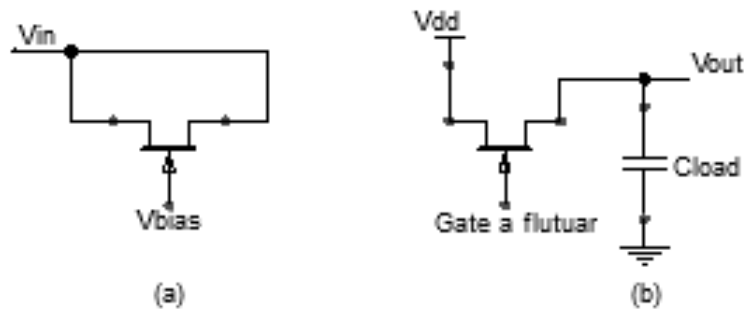 Vin
Vbias
(a)
Vdd
Vout
Cload
Gate a flutuar
(b)